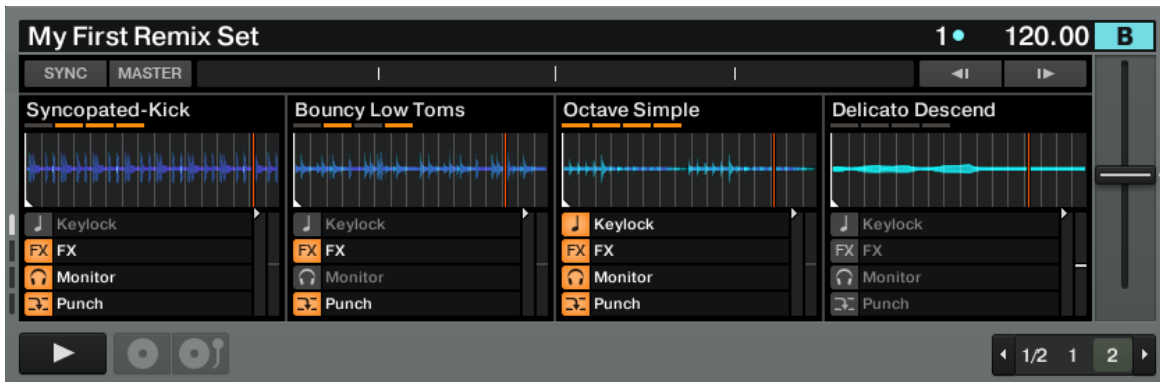 My First Remix Set 1 120.00 B
SYNC MASTER
Syncopated-Kick Bouncy Low Toms Octave Simple Delicato Descend
Keylock Keylock Keylock Keylock
FX FX FX FX FX FX FX FX
Monitor Monitor Monitor Monitor
Punch Punch Punch Punch
1/2 1 2